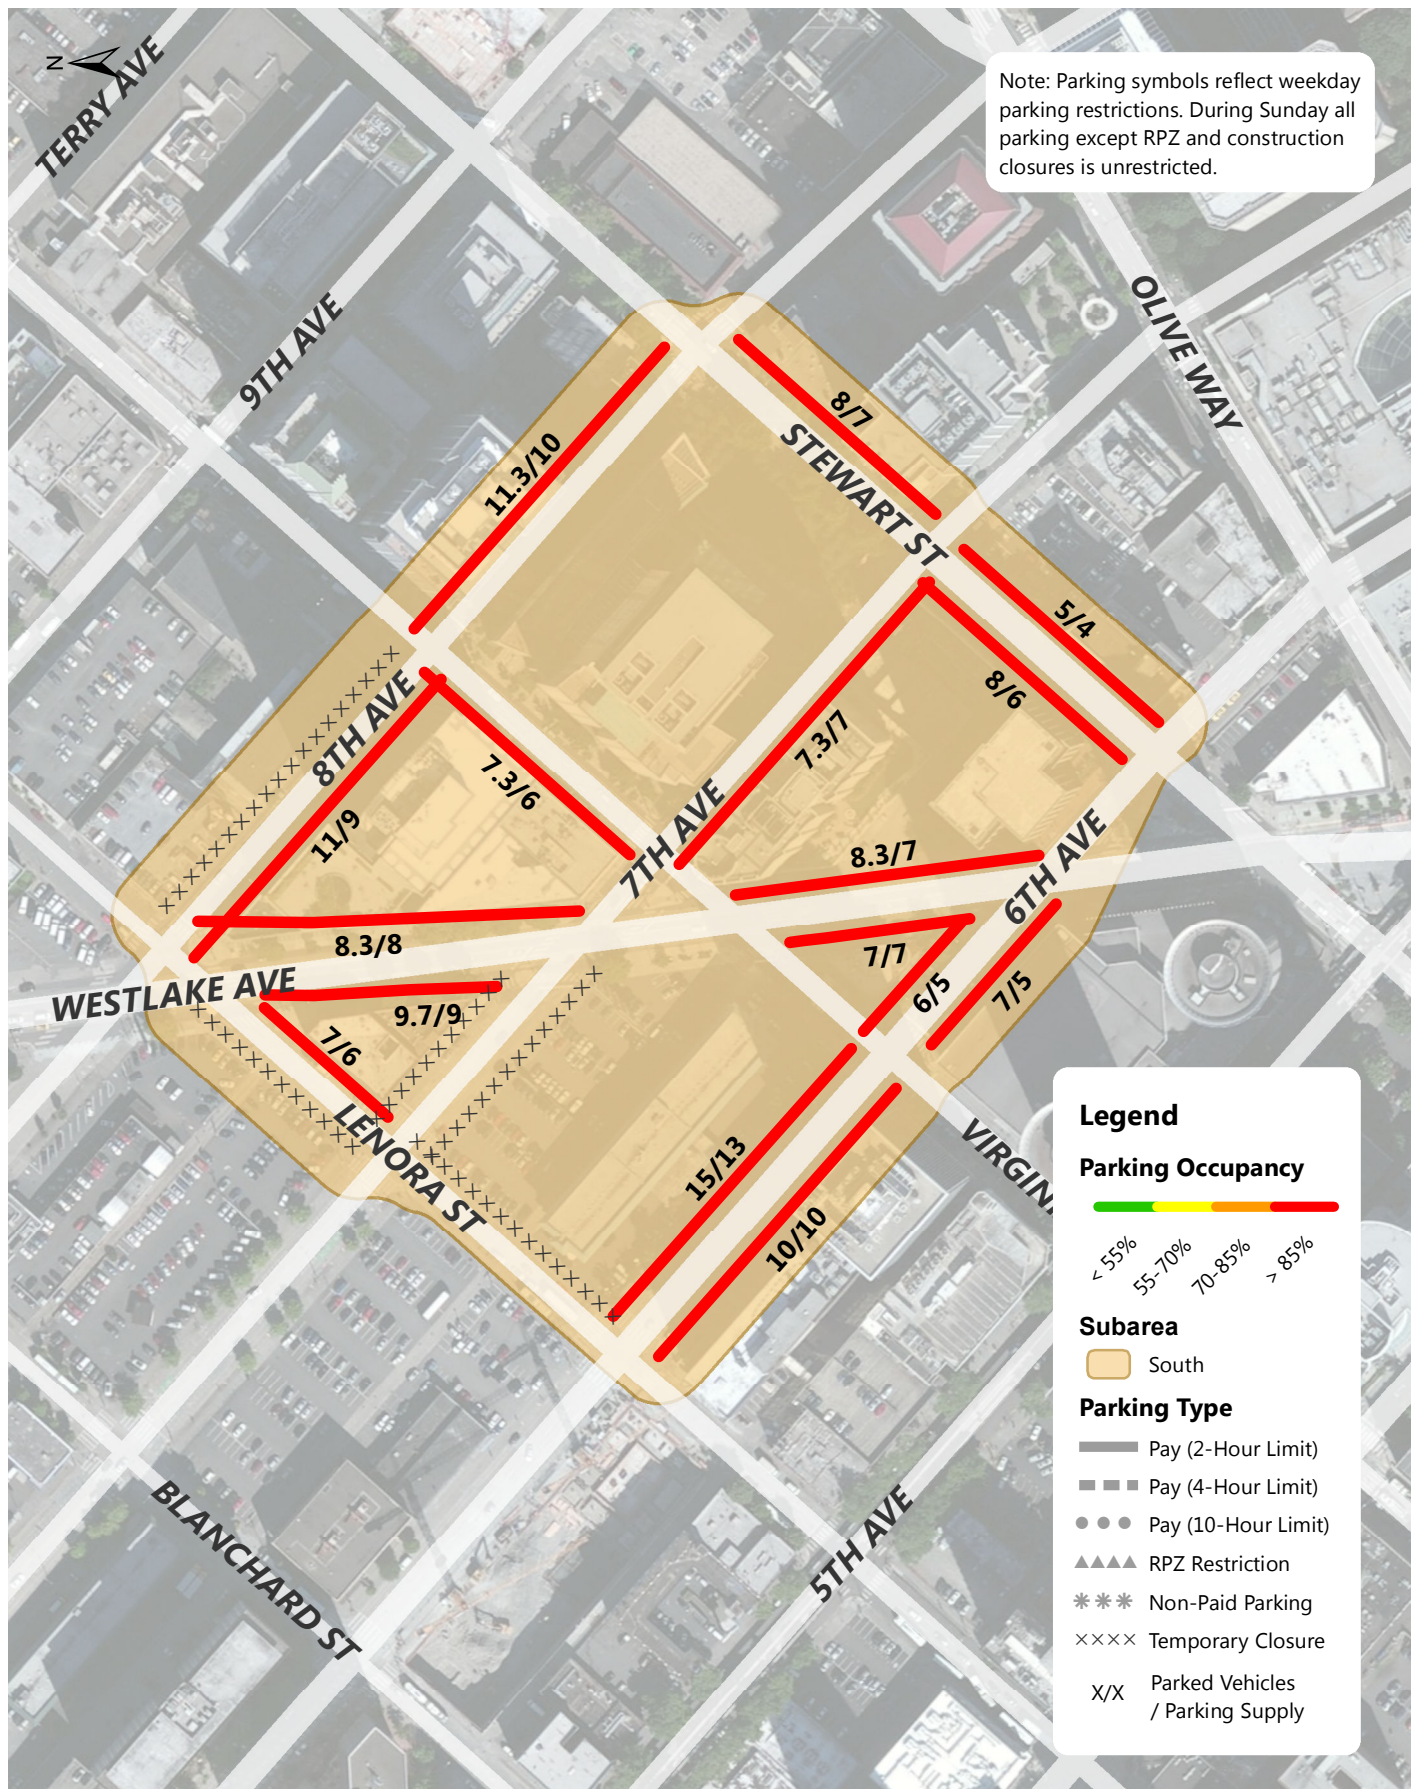 N
TERRY AVE
Note: Parking symbols reflect weekday
parking restrictions. During Sunday all
parking except RPZ and construction
closures is unrestricted.
9TH AVE
OLIVE WAY
8/7
STEWART ST
11.3/10
5/4
8/6
8TH AVE
7.3/7
7.3/6
11/9
7TH AVE
8.3/7
6TH AVE
8.3/8
7/7
WESTLAKE AVE
6/5
7/5
9.7/9
7/6
LENORA ST
VIRGIN
15/13
10/10
Legend
Parking Occupancy
< 55%
55-70%
70-85%
> 85%
Subarea
South
Parking Type
Pay (2-Hour Limit)
Pay (4-Hour Limit)
Pay (10-Hour Limit)
RPZ Restriction
Non-Paid Parking
Temporary Closure
X/X Parked Vehicles
/ Parking Supply
BLANCHARD ST
5TH AVE